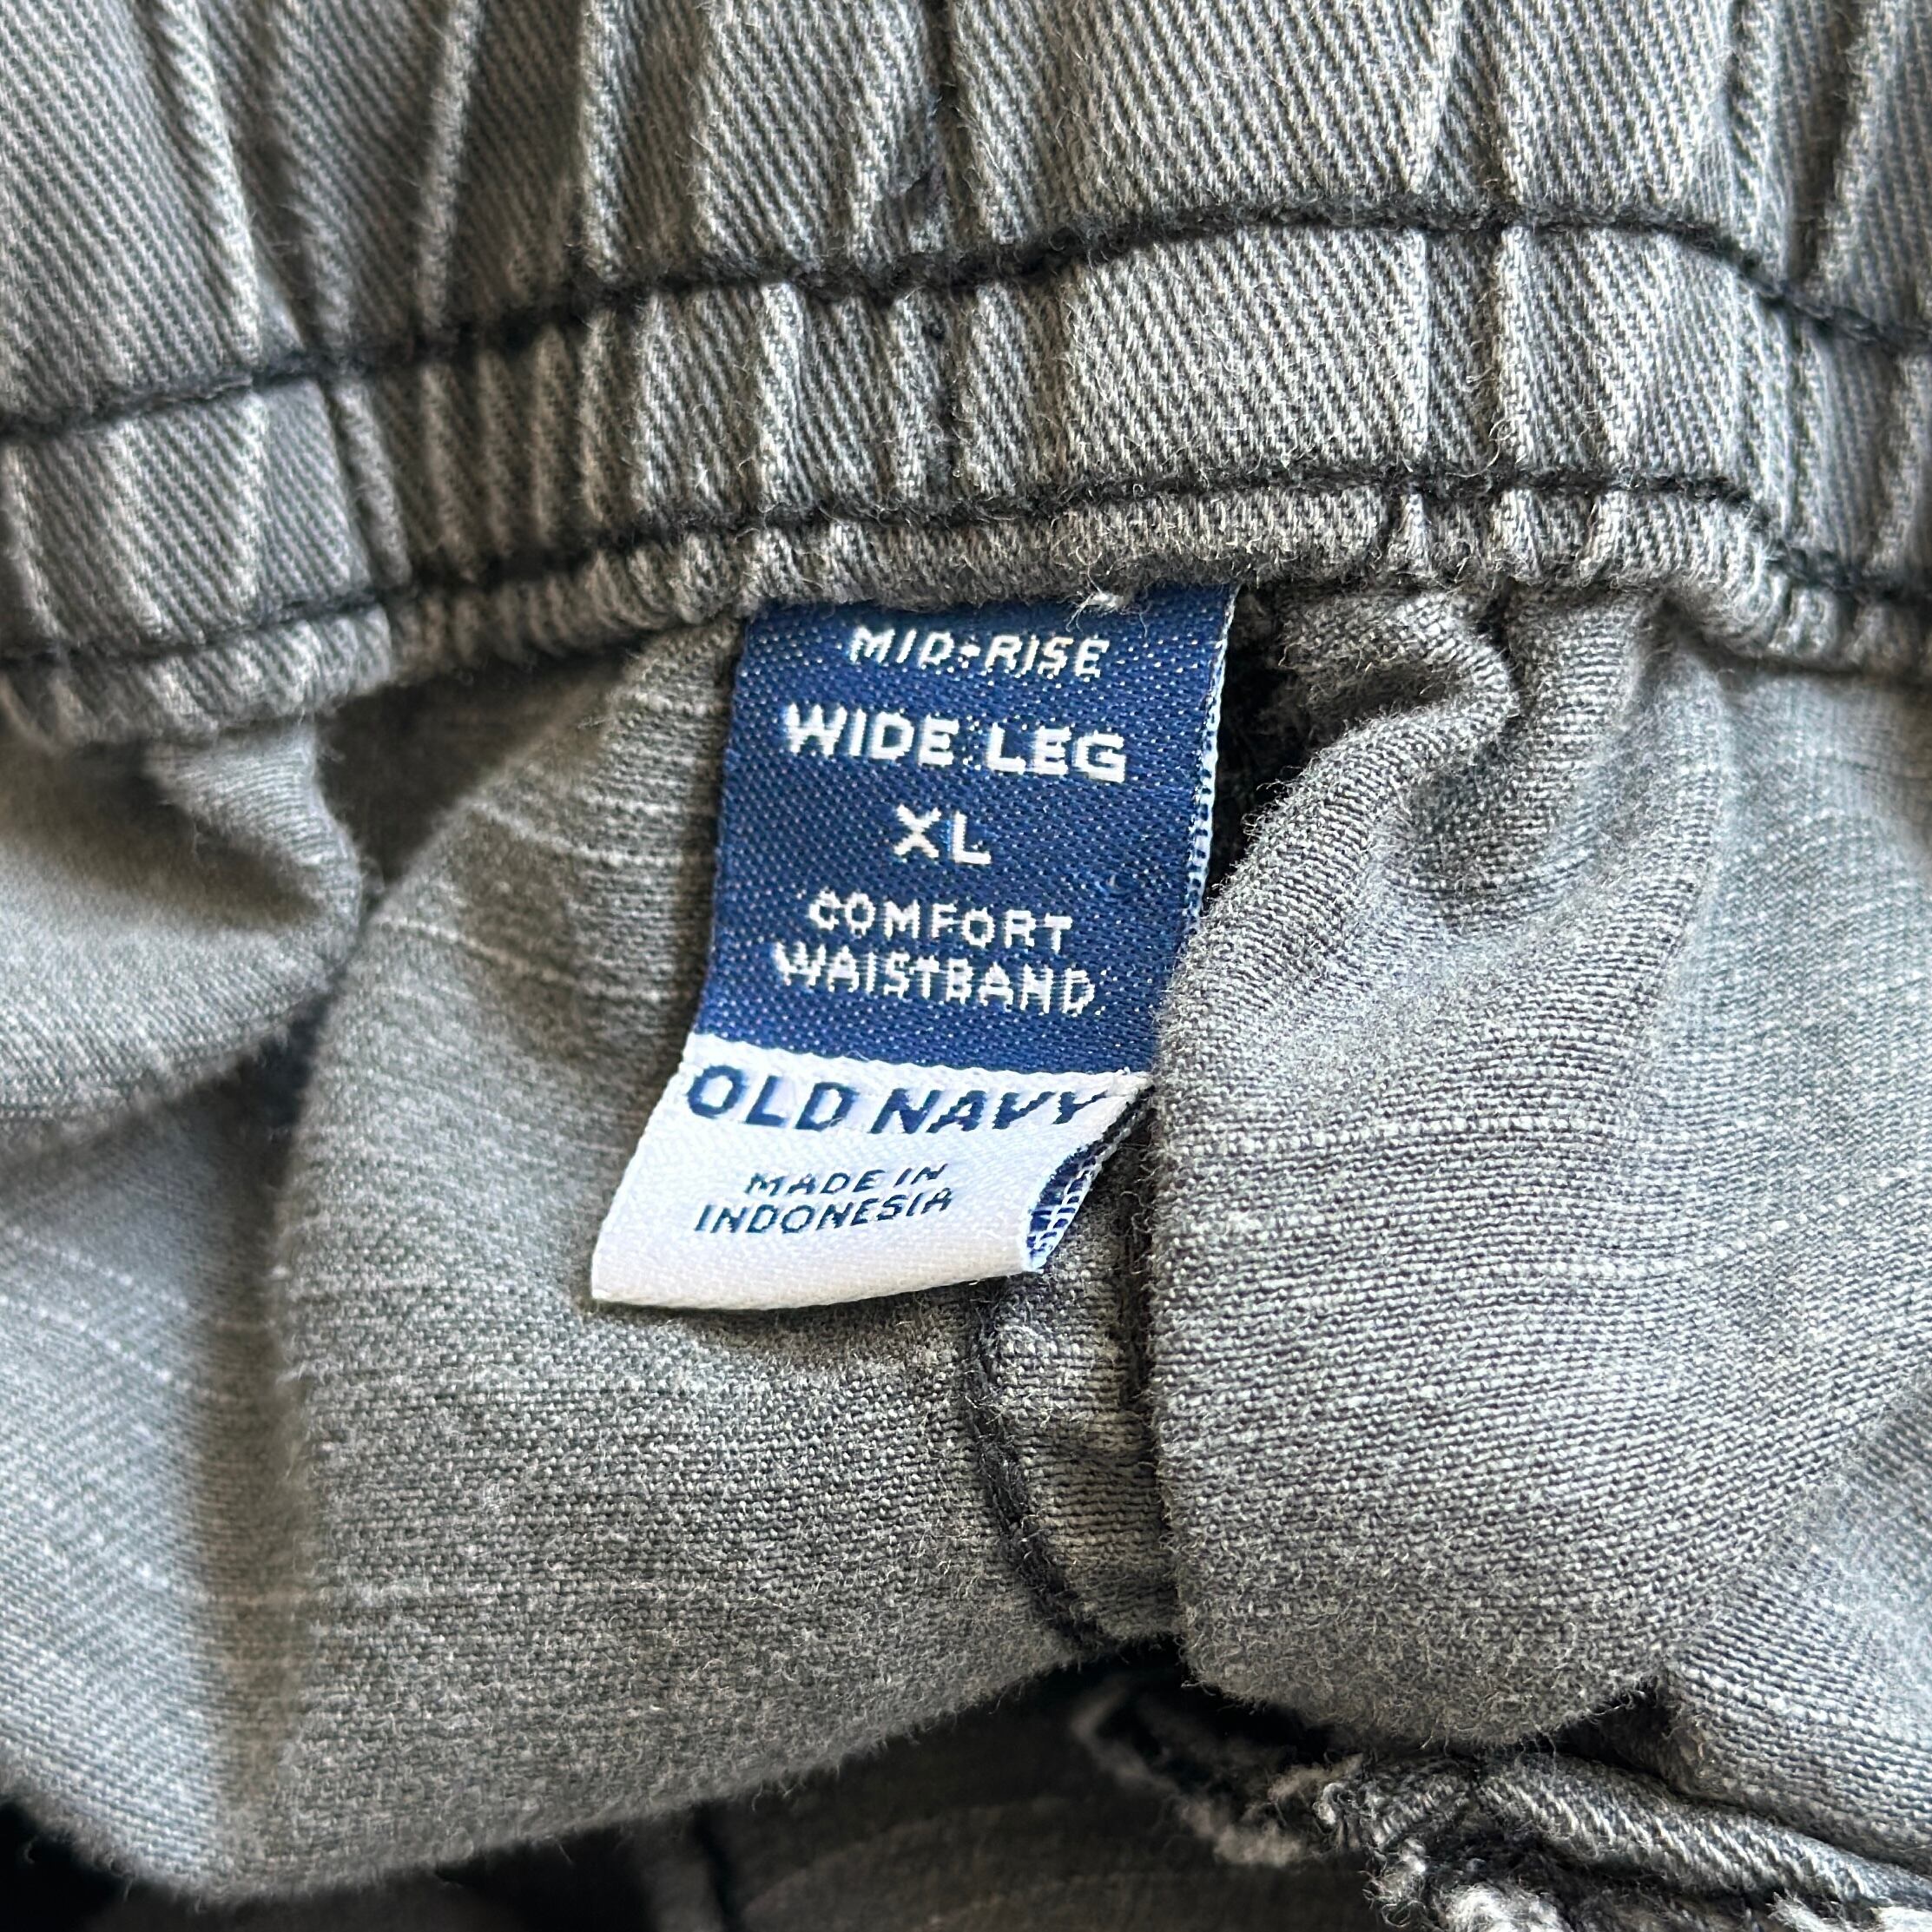 MID-RISE
WIDE LEG
XL
COMFORT
WAISTBAND
OLD NAVY
MADE IN
INDONESIA